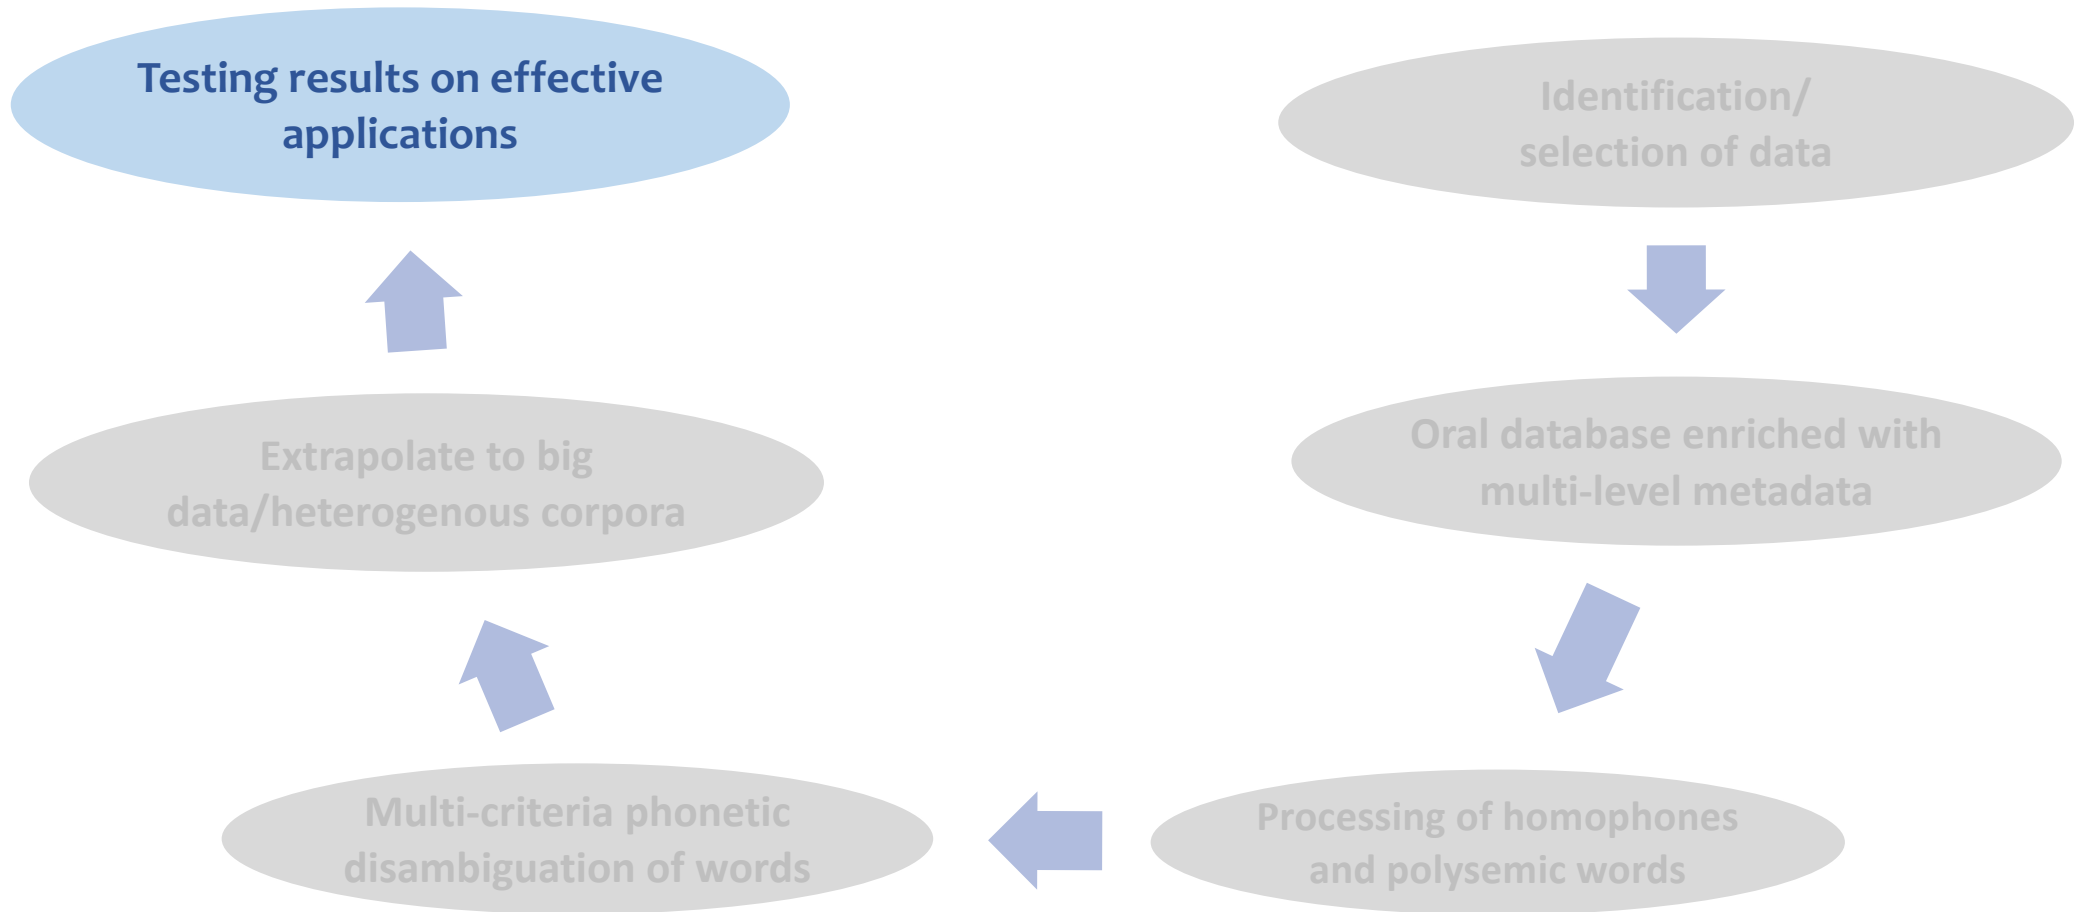 Testing results on effective
applications
Identification/
selection of data
Oral database enriched with
multi-level metadata
Extrapolate to big
data/heterogenous corpora
Processing of homophones
and polysemic words
Multi-criteria phonetic
disambiguation of words